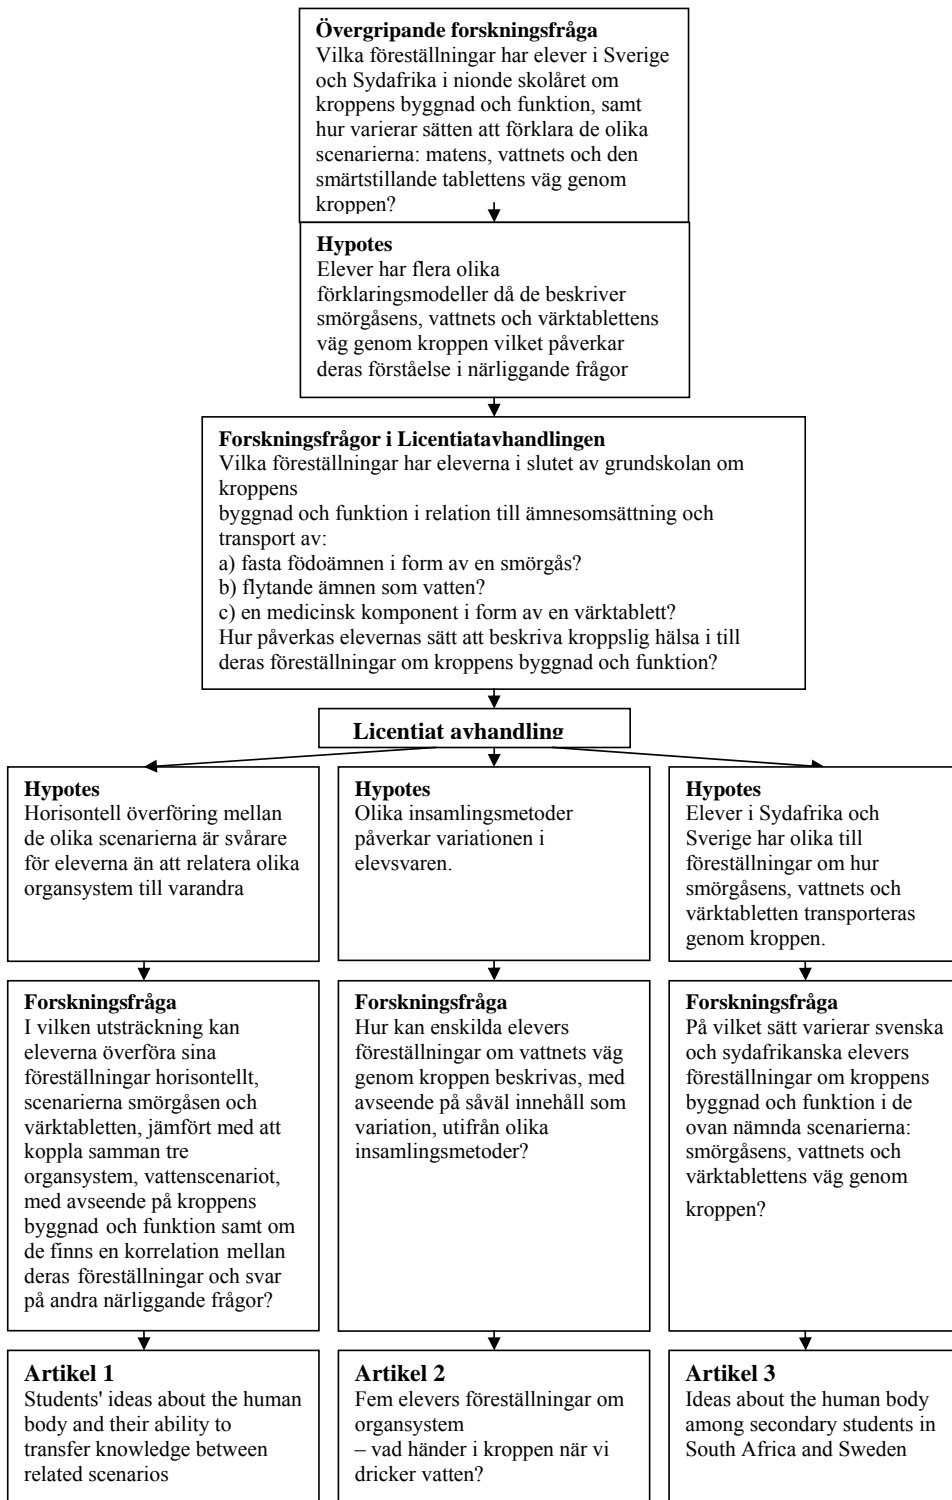 Övergripande forskningsfråga
Vilka föreställningar har elever i Sverige
och Sydafrika i nionde skolåret om
kroppens byggnad och funktion, samt
hur varierar sätten att förklara de olika
scenarierna: matens, vattnets och den
smärtstillande tablettens väg genom
kroppen?
Hypotes
Elever har flera olika
förklaringsmodeller då de beskriver
smörgåsens, vattnets och värktablettens
väg genom kroppen vilket påverkar
deras förståelse i närliggande frågor
Forskningsfrågor i Licentiatavhandlingen
Vilka föreställningar har eleverna i slutet av grundskolan om
kroppens
byggnad och funktion i relation till ämnesomsättning och
transport av:
a) fasta födoämnen i form av en smörgås?
b) flytande ämnen som vatten?
c) en medicinsk komponent i form av en värktablett?
Hur påverkas elevernas sätt att beskriva kroppslig hälsa i till
deras föreställningar om kroppens byggnad och funktion?
Licentiat avhandling
Hypotes
Horisontell överföring mellan
de olika scenarierna är svårare
för eleverna än att relatera olika
organsystem till varandra
Hypotes
Olika insamlingsmetoder
påverkar variationen i
elevsvaren.
Hypotes
Elever i Sydafrika och
Sverige har olika till
föreställningar om hur
smörgåsens, vattnets och
värktabletten transporteras
genom kroppen.
Forskningsfråga
I vilken utsträckning kan
eleverna överföra sina
föreställningar horisontellt,
scenarierna smörgåsen och
värktabletten, jämfört med att
koppla samman tre
organsystem, vattenscenariot,
med avseende på kroppens
byggnad och funktion samt om
de finns en korrelation mellan
deras föreställningar och svar
på andra närliggande frågor?
Forskningsfråga
Hur kan enskilda elevers
föreställningar om vattnets väg
genom kroppen beskrivas, med
avseende på såväl innehåll som
variation, utifrån olika
insamlingsmetoder?
Forskningsfråga
På vilket sätt varierar svenska
och sydafrikanska elevers
föreställningar om kroppens
byggnad och funktion i de
ovan nämnda scenarierna:
smörgåsens, vattnets och
värktablettens väg genom
kroppen?
Artikel 1
Students' ideas about the human
body and their ability to
transfer knowledge between
related scenarios
Artikel 2
Fem elevers föreställningar om
organsystem
– vad händer i kroppen när vi
dricker vatten?
Artikel 3
Ideas about the human body
among secondary students in
South Africa and Sweden